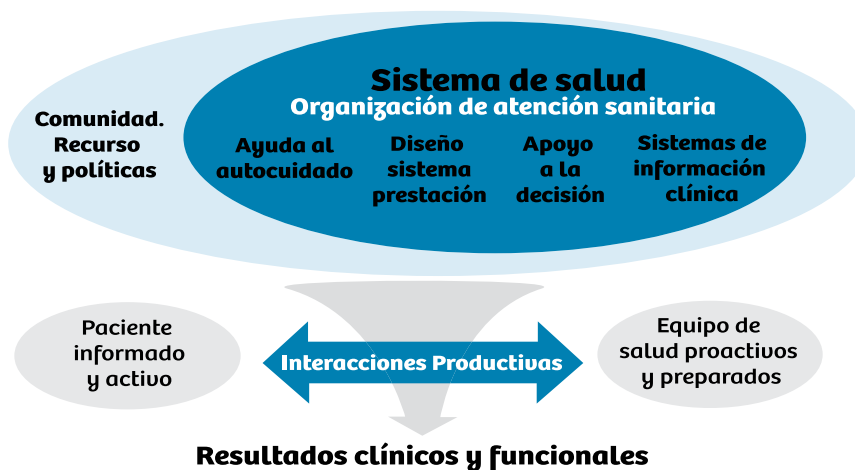 Sistema de salud
Organización de atención sanitaria
Comunidad.
Recurso
y políticas
Ayuda al
autocuidado
Diseño
sistema
prestación
Apoyo
a la
decisión
Sistemas de
información
clínica
Paciente
informado
y activo
Interacciones Productivas
Equipo de
salud proactivos
y preparados
Resultados clínicos y funcionales